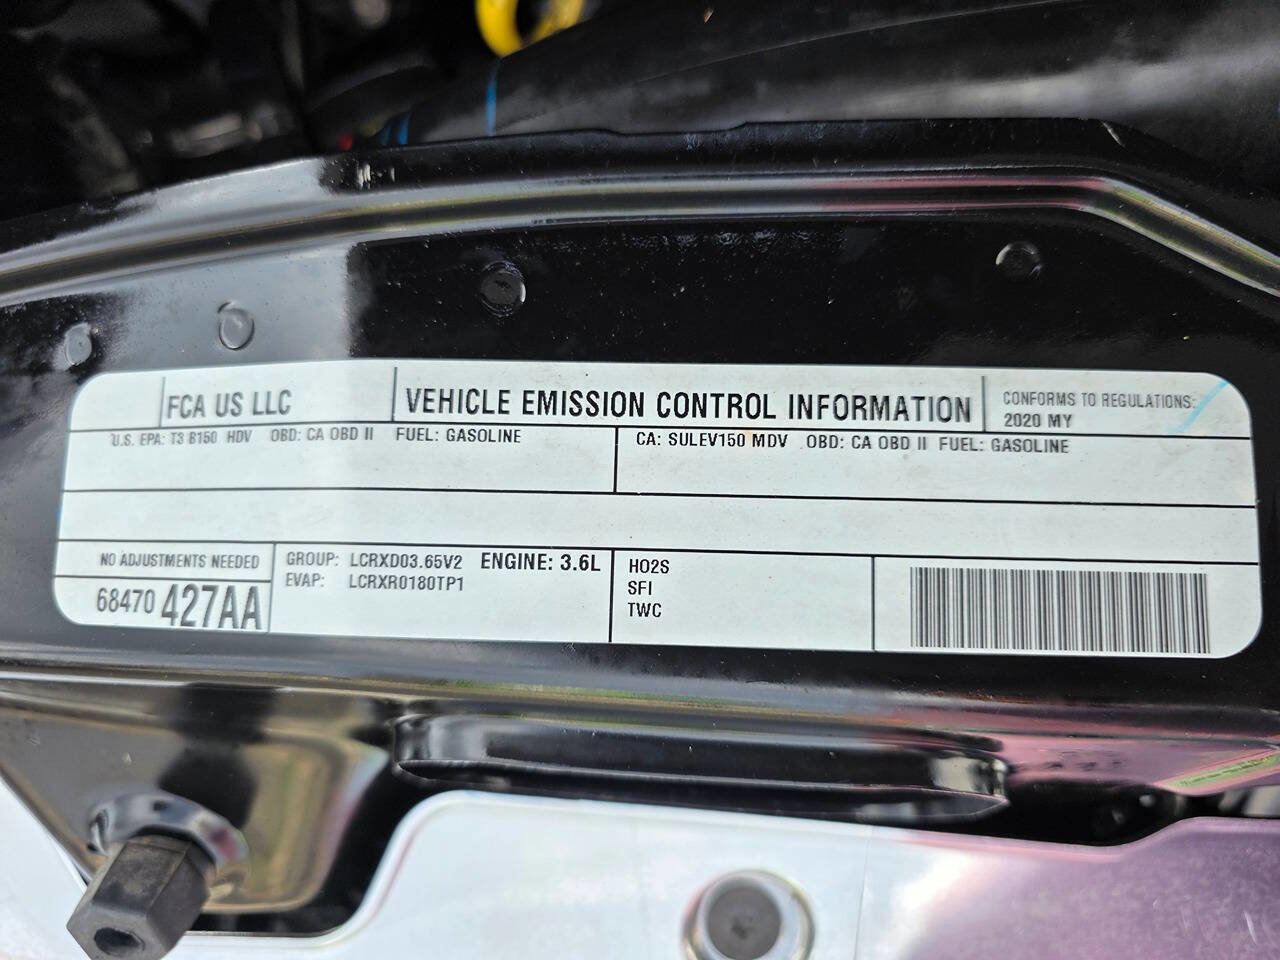 FCA US LLC
VEHICLE EMISSION CONTROL INFORMATION
CONFORMS TO REGULATIONS:
2020 MY
U.S. EPA: T3 B150 HDV OBD: CA OBD II FUEL: GASOLINE
CA: SULEV150 MDV OBD: CA OBD II FUEL: GASOLINE
NO ADJUSTMENTS NEEDED
68470 427AA
GROUP: LCRXD03.65V2 ENGINE: 3.6L
EVAP: LCRXR0180TP1
HO2S
SFI
TWC